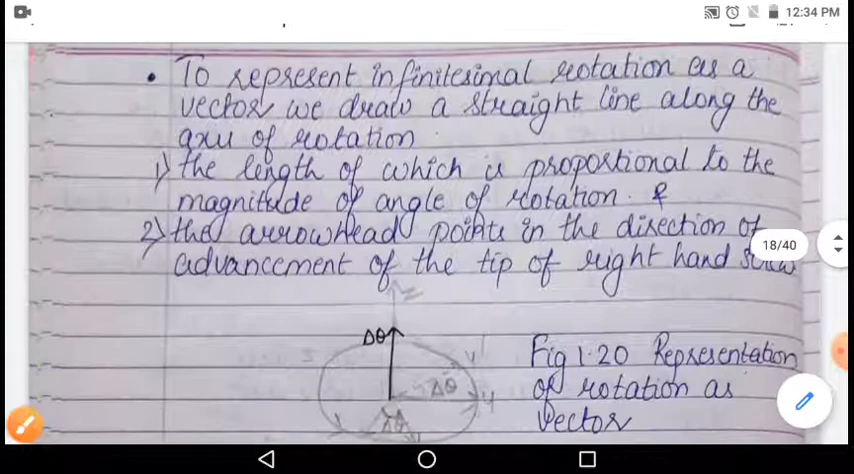 12:34 PM
• To represent infinitesimal rotation as a
vector we draw a straight line along the
axis of rotation.
1) the length of which is proportional to the
magnitude of angle of rotation. &
2) the arrowhead points in the direction of
advancement of the tip of right hand screw
18/40
Δθ
Δθ
y'
y
Δθ
Fig 1.20 Representation
of rotation as
vector